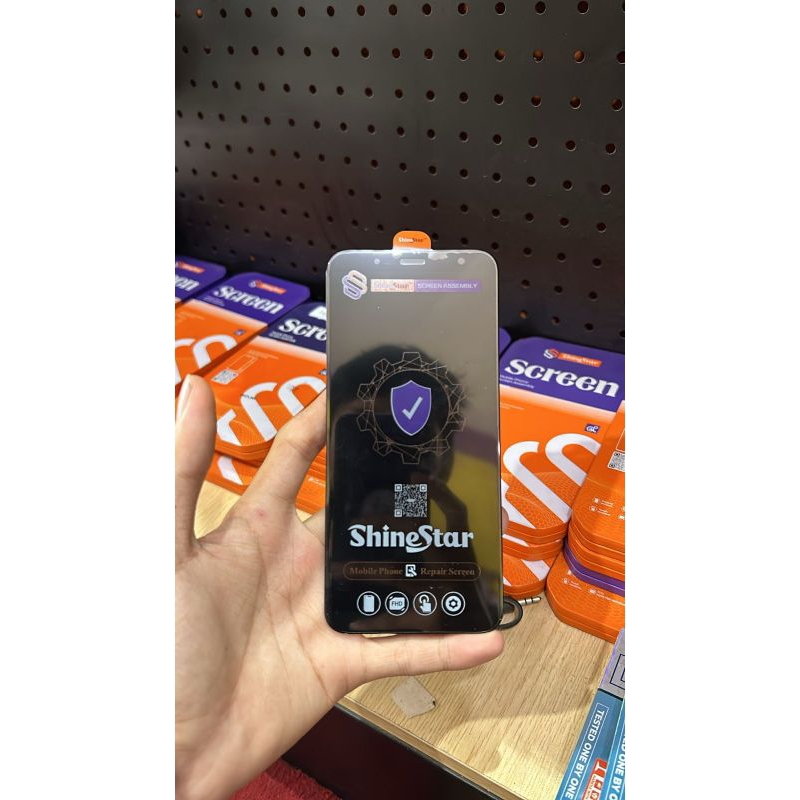 ShineStar
ShineStar SCREEN ASSEMBLY
ShineStar
Mobile Phone Repair Screen
FHD
Screen
Scre
ShineStar
Screen
TESTED ONE BY ONE
TESTED ONE BY ONE